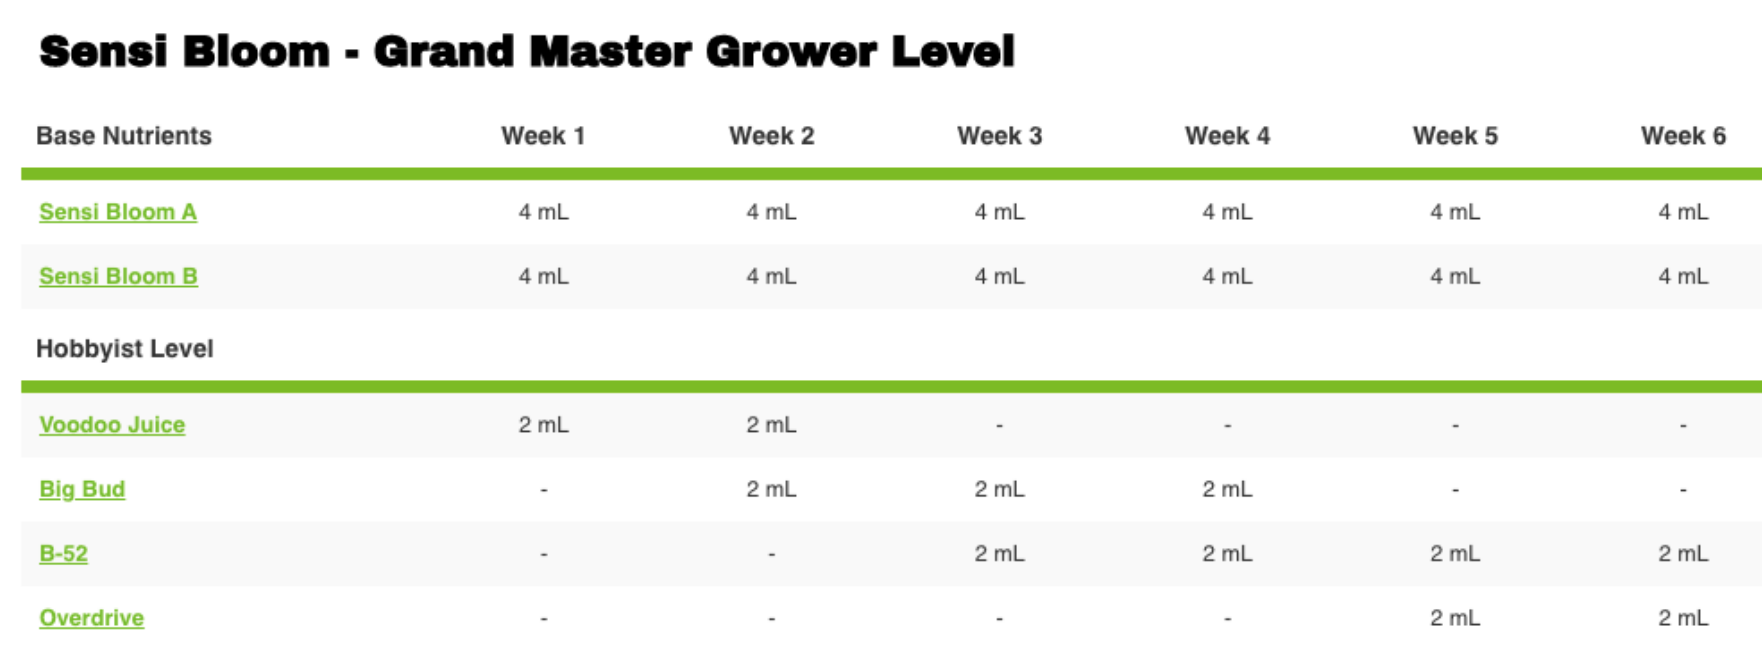 Sensi Bloom - Grand Master Grower Level
Base Nutrients Week 1 Week 2 Week 3 Week 4 Week 5 Week 6
Sensi Bloom A 4 mL 4 mL 4 mL 4 mL 4 mL 4 mL
Sensi Bloom B 4 mL 4 mL 4 mL 4 mL 4 mL 4 mL
Hobbyist Level
Voodoo Juice 2 mL 2 mL - - - -
Big Bud - 2 mL 2 mL 2 mL - -
B-52 - - 2 mL 2 mL 2 mL 2 mL
Overdrive - - - - 2 mL 2 mL